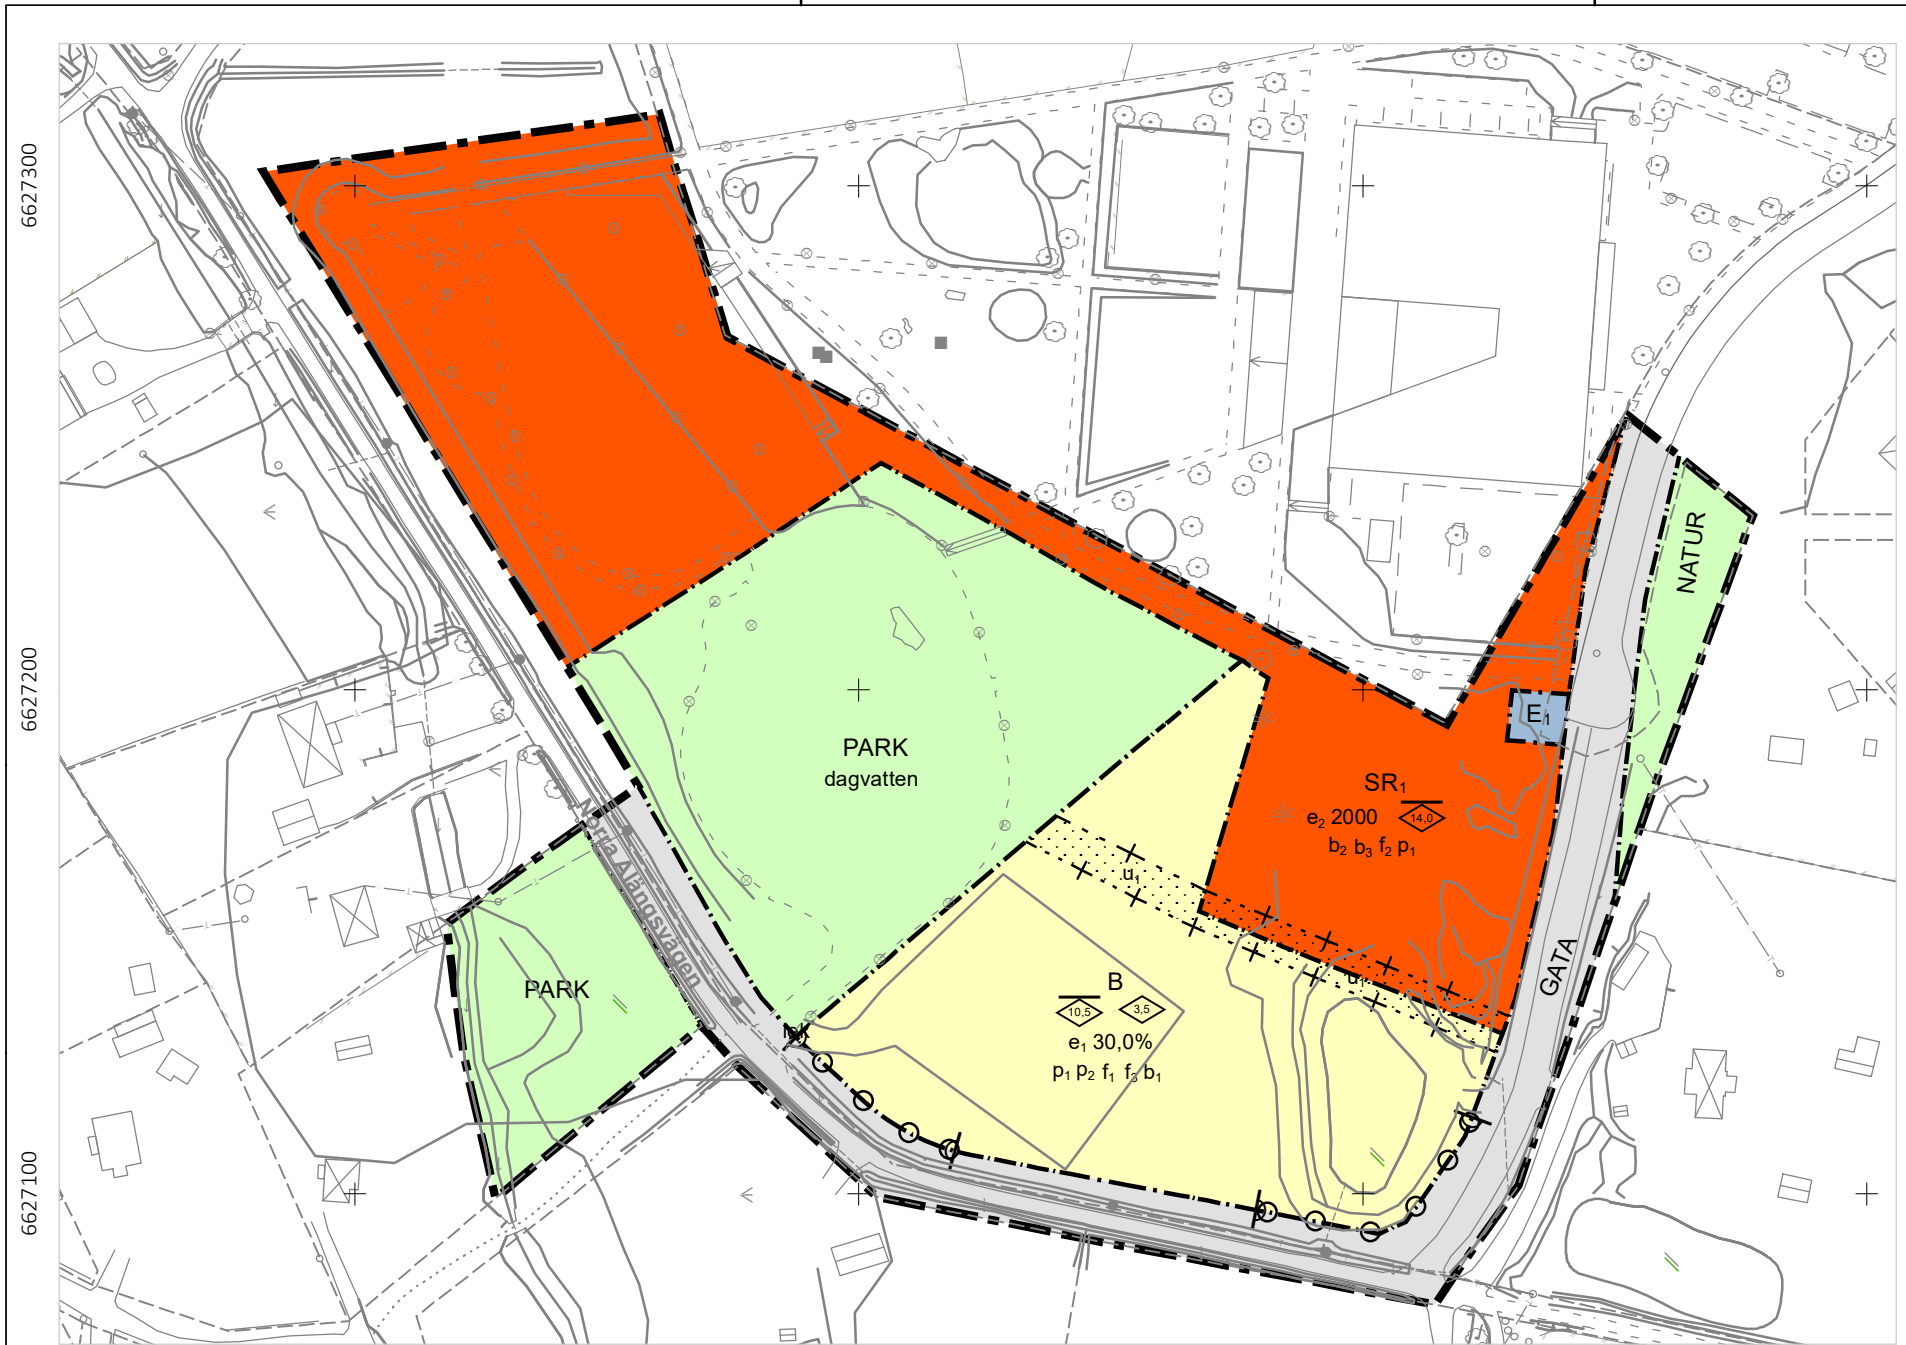 6627300
NATUR
6627200
E₁
PARK
dagvatten
SR₁
e₂ 2000
14,0
b₂ b₃ f₂ p₁
Norra Alängsvägen
u₁
GATA
PARK
B
u₁
10,5
3,5
e₁ 30,0%
p₁ p₂ f₁ f₃ b₁
6627100